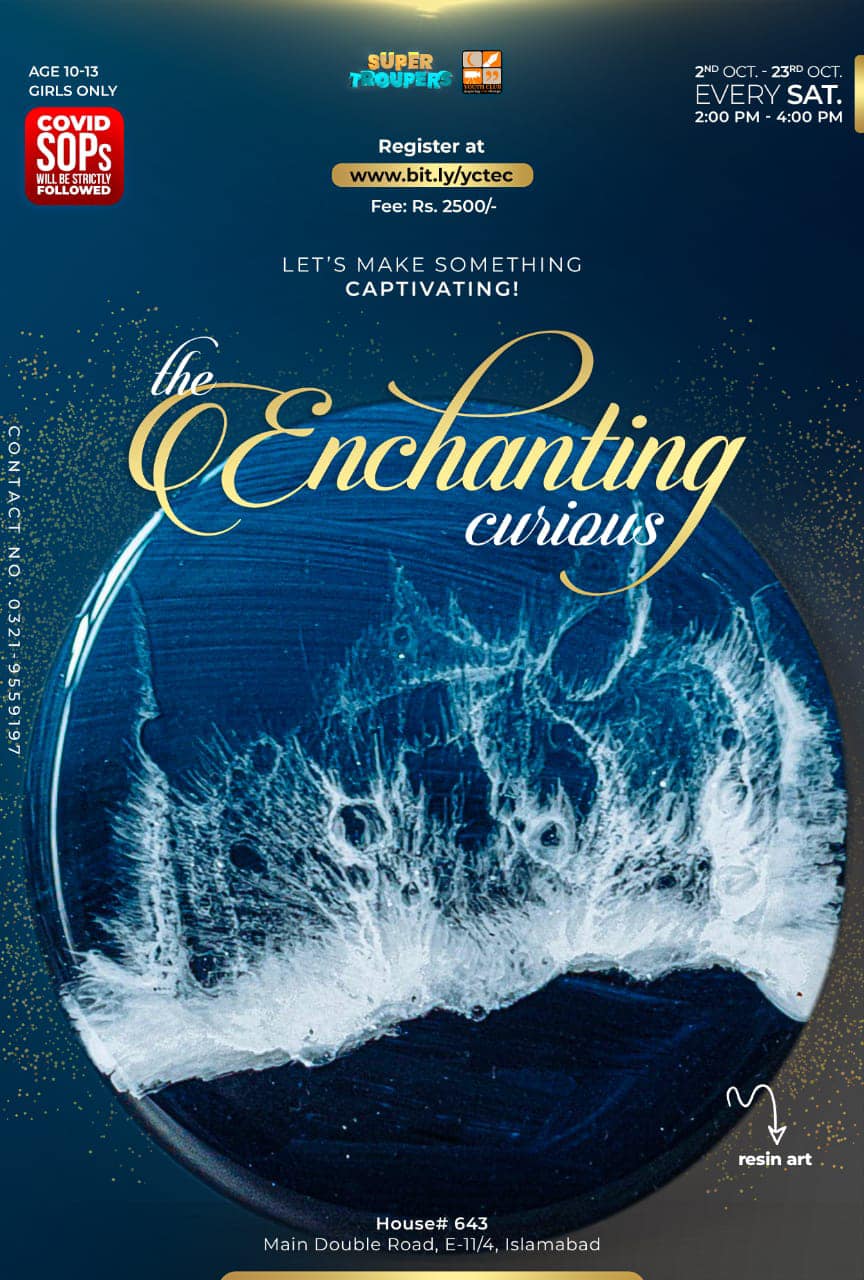 AGE 10-13
GIRLS ONLY
COVID
SOPs
WILL BE STRICTLY
FOLLOWED
SUPER
TROUPERS
YOUTH CLUB
2ND OCT. - 23RD OCT.
EVERY SAT.
2:00 PM - 4:00 PM
Register at
www.bit.ly/yctec
Fee: Rs. 2500/-
LET'S MAKE SOMETHING
CAPTIVATING!
the
Enchanting
curious
CONTACT NO. 0321-9559197
resin art
House# 643
Main Double Road, E-11/4, Islamabad